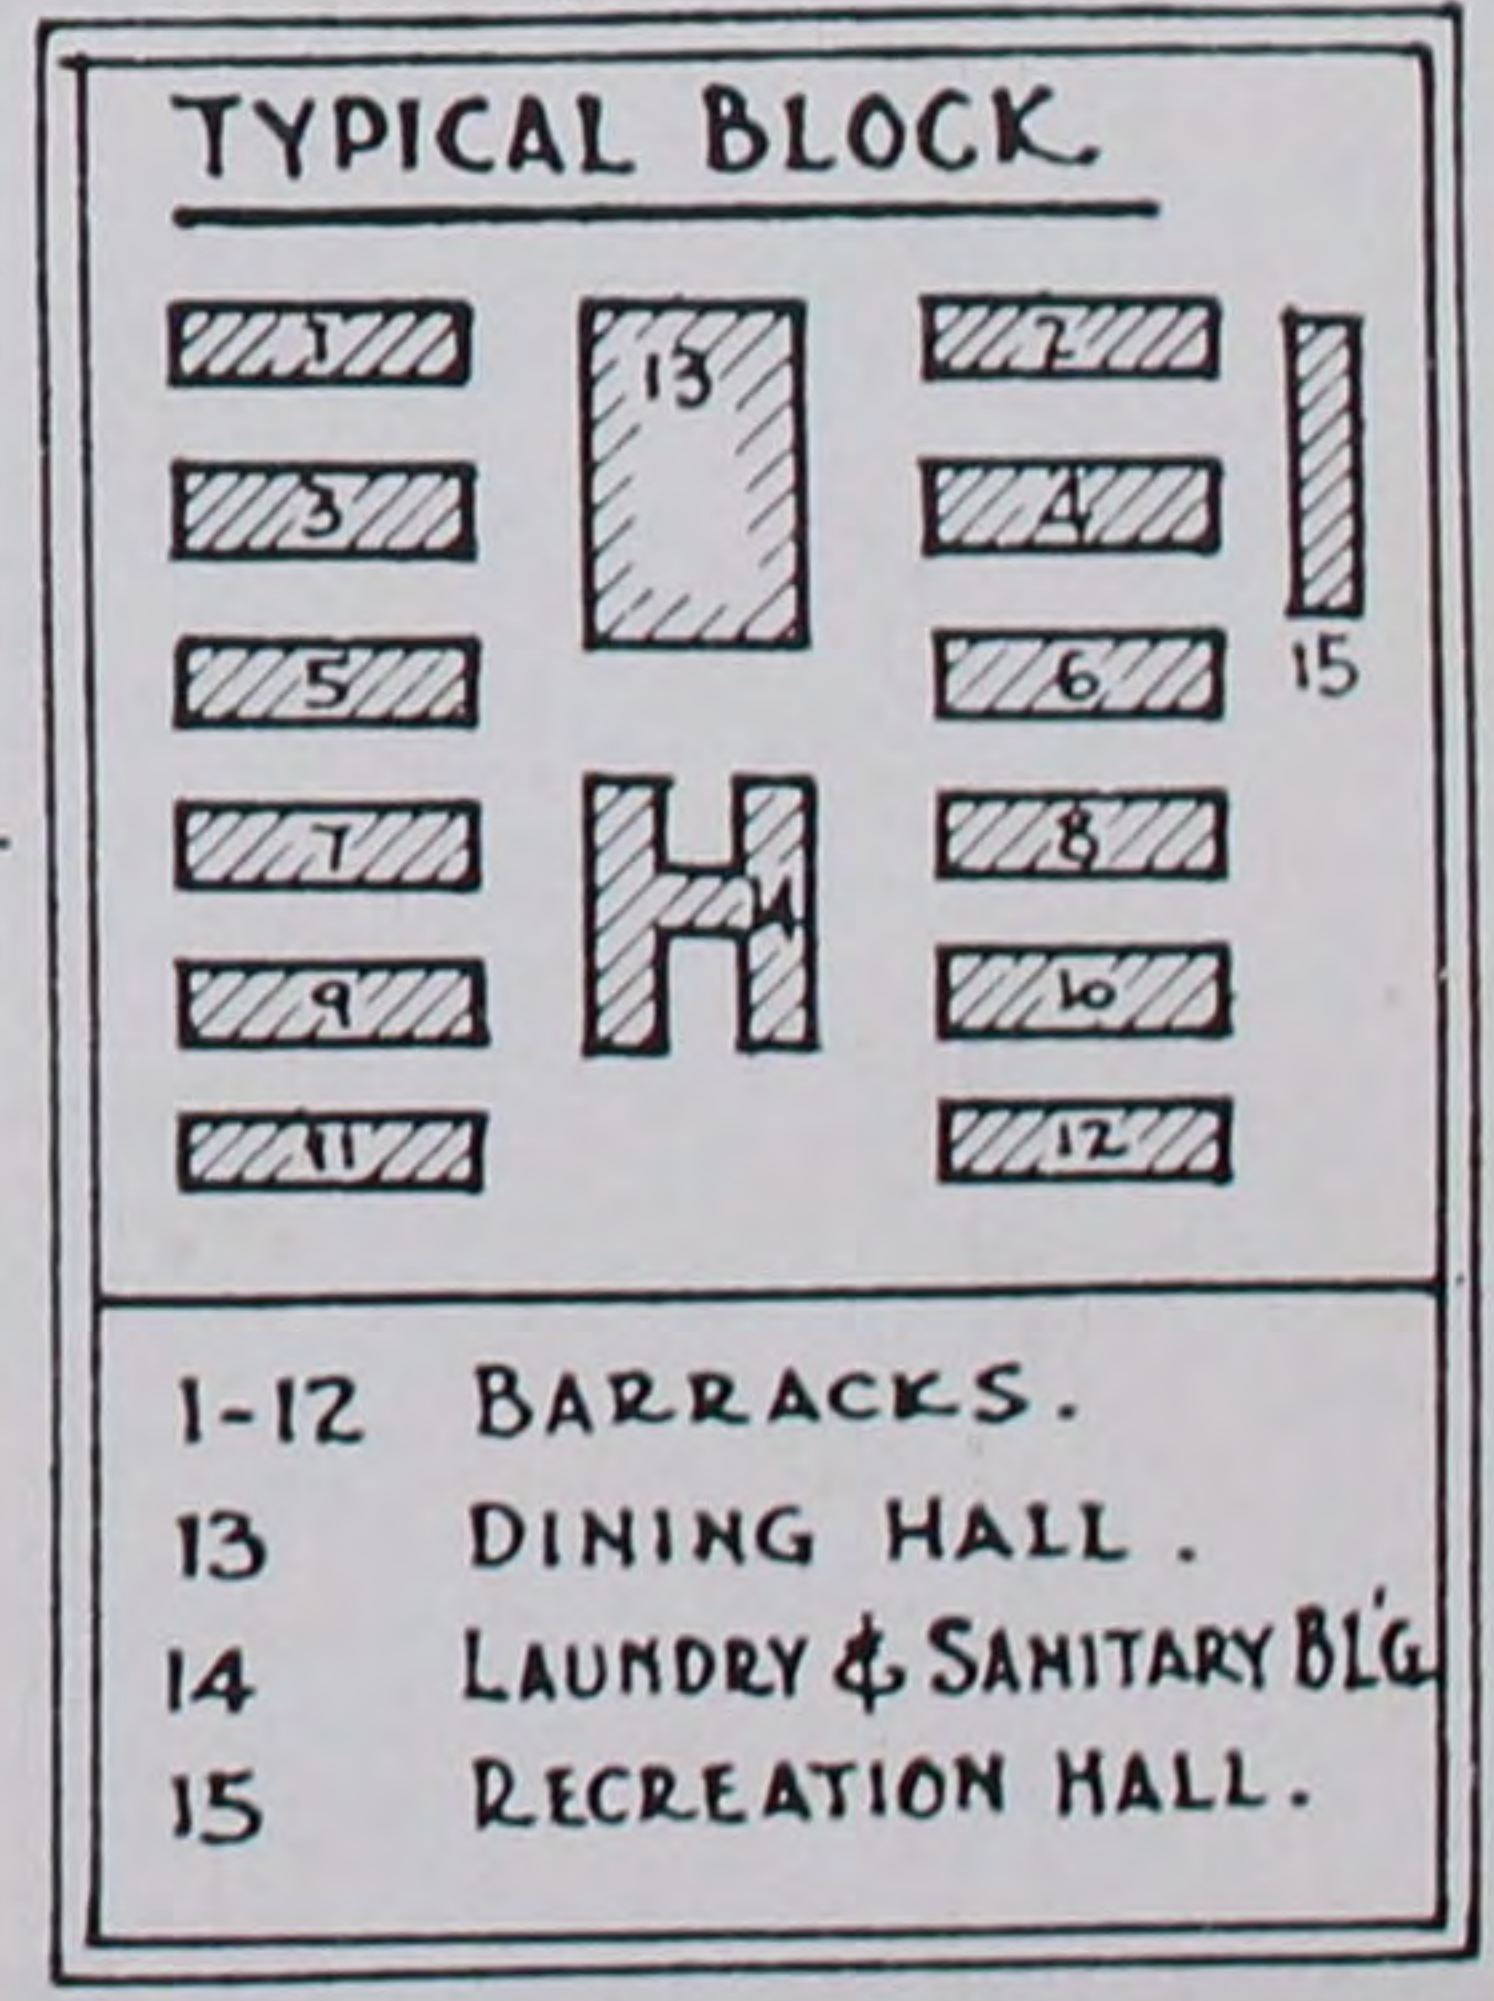 TYPICAL BLOCK
1 13 2
3 4
5 6 15
7 8
9 10
11 12
1-12 BARRACKS.
13 DINING HALL.
14 LAUNDRY & SANITARY BL'G
15 RECREATION HALL.